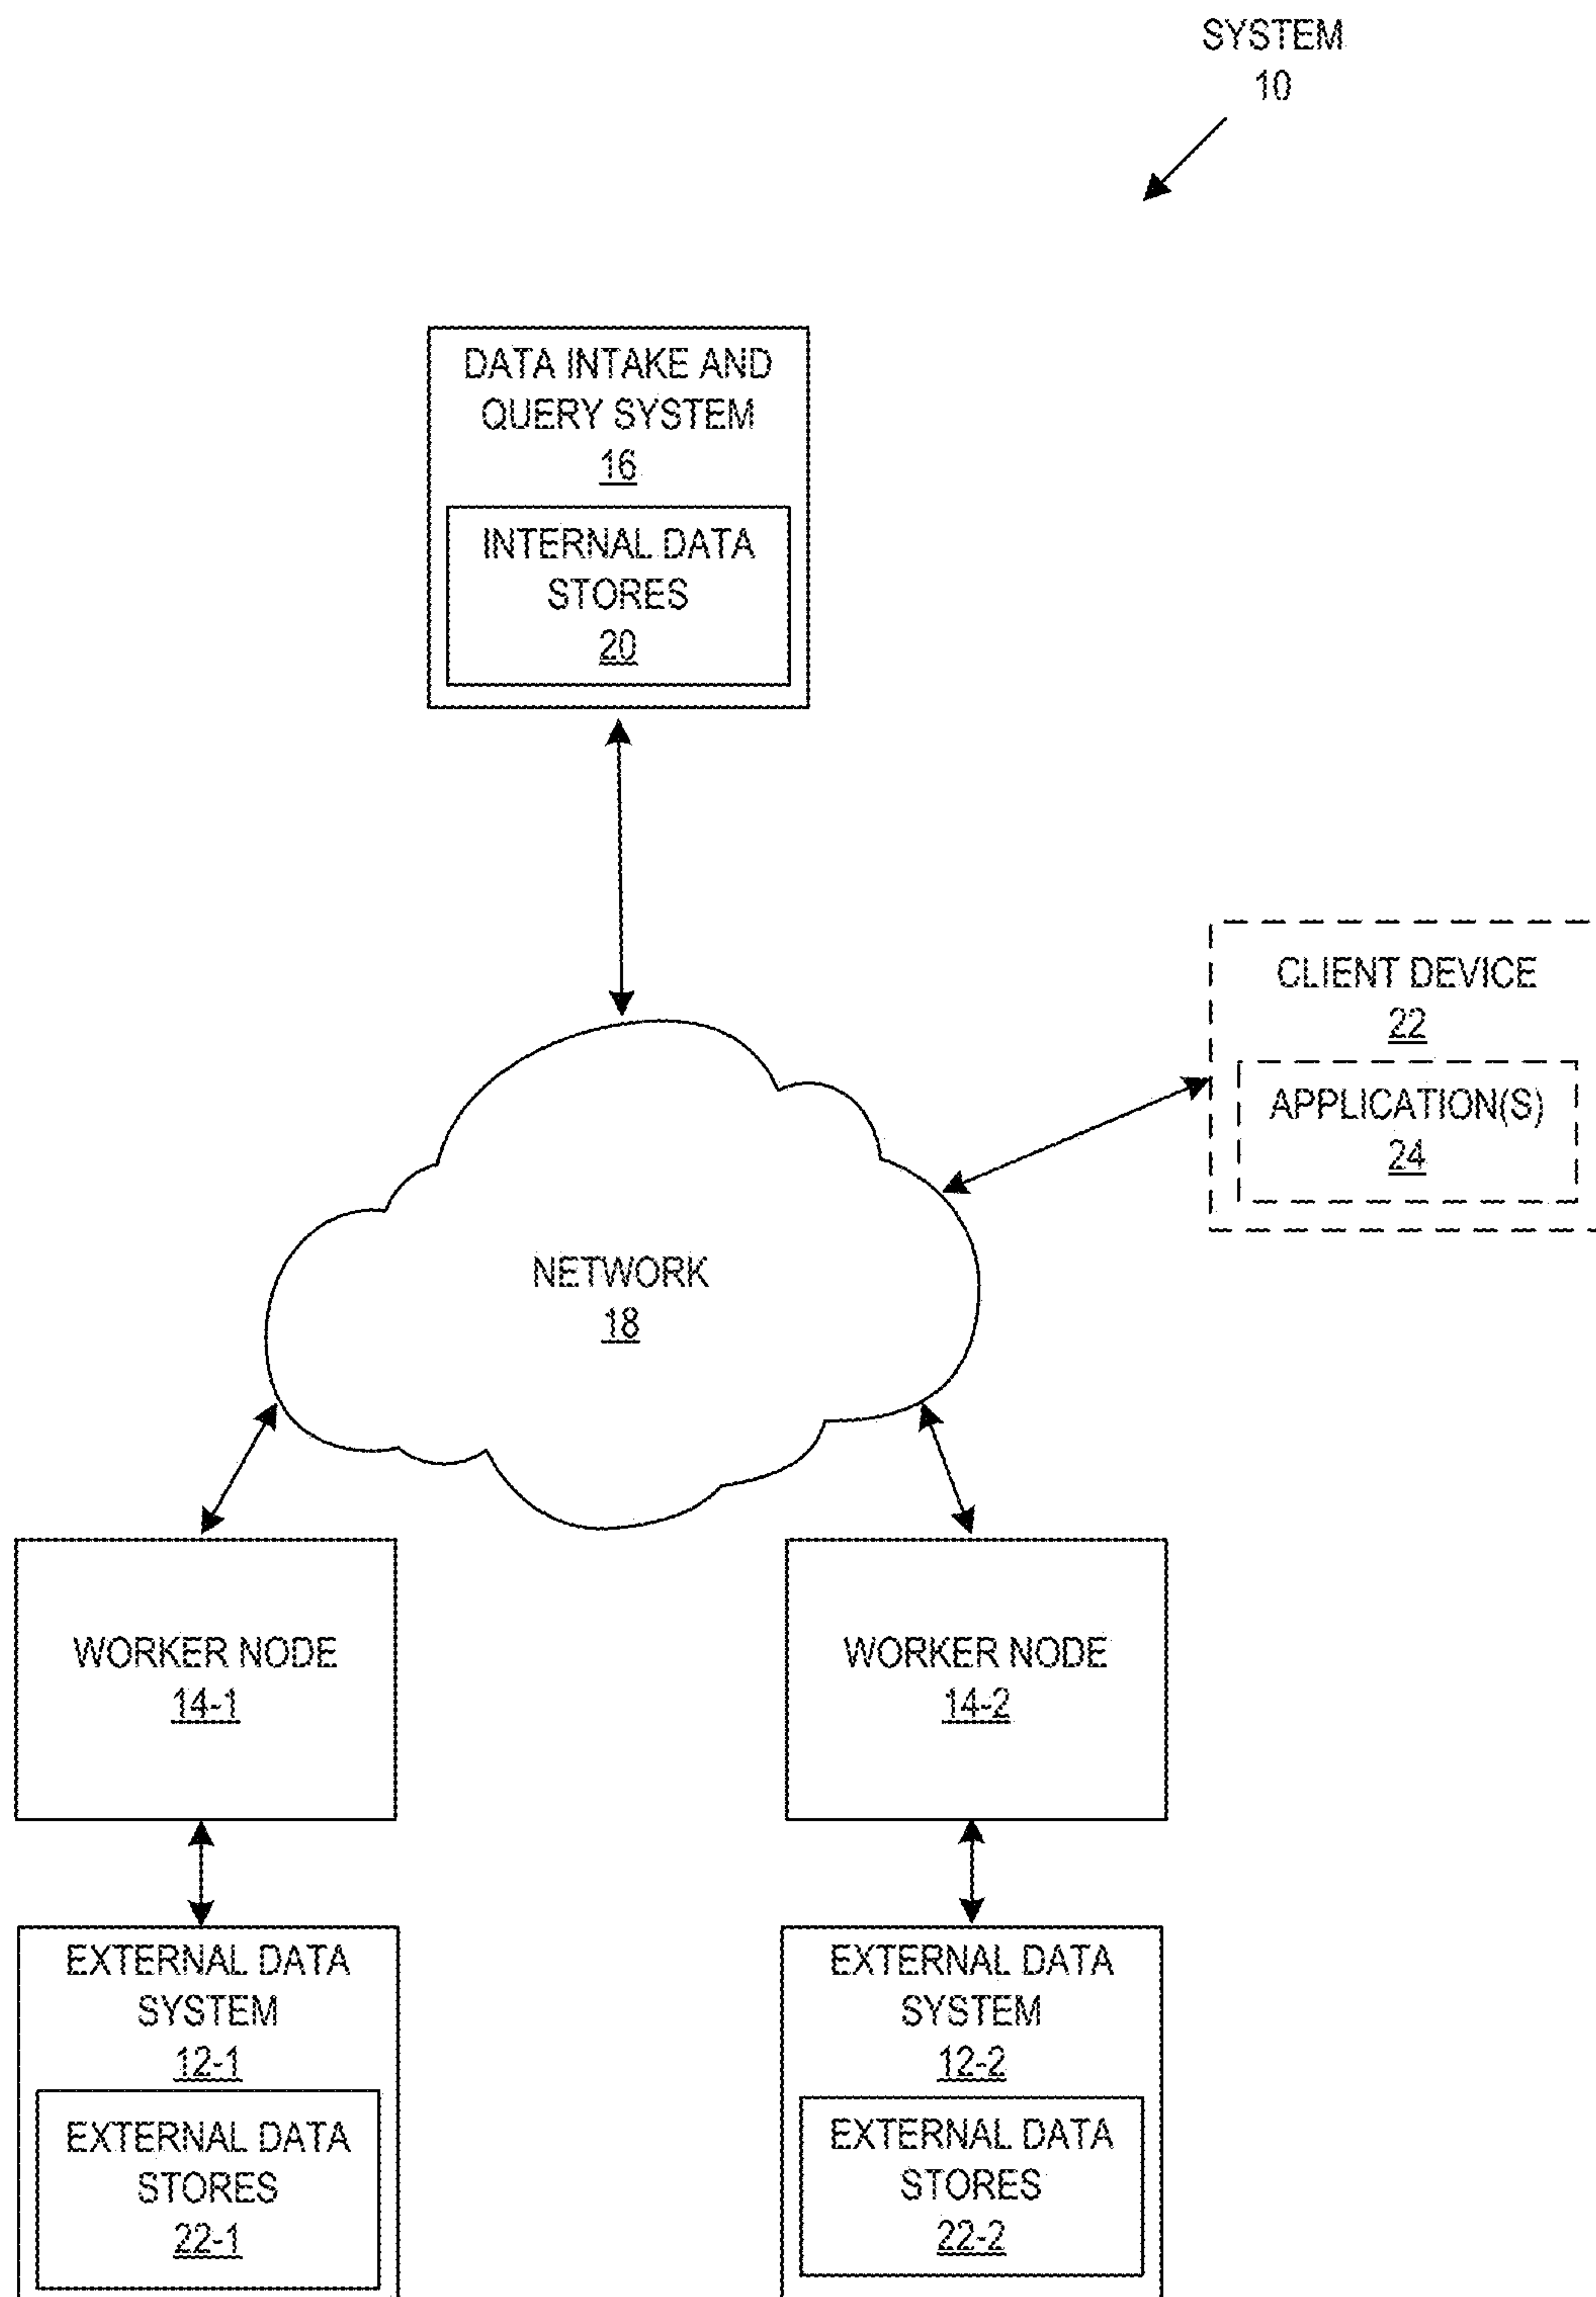 SYSTEM
10
DATA INTAKE AND
QUERY SYSTEM
16
INTERNAL DATA
STORES
20
CLIENT DEVICE
22
APPLICATION(S)
24
NETWORK
18
WORKER NODE
14-1
WORKER NODE
14-2
EXTERNAL DATA
SYSTEM
12-1
EXTERNAL DATA
STORES
22-1
EXTERNAL DATA
SYSTEM
12-2
EXTERNAL DATA
STORES
22-2